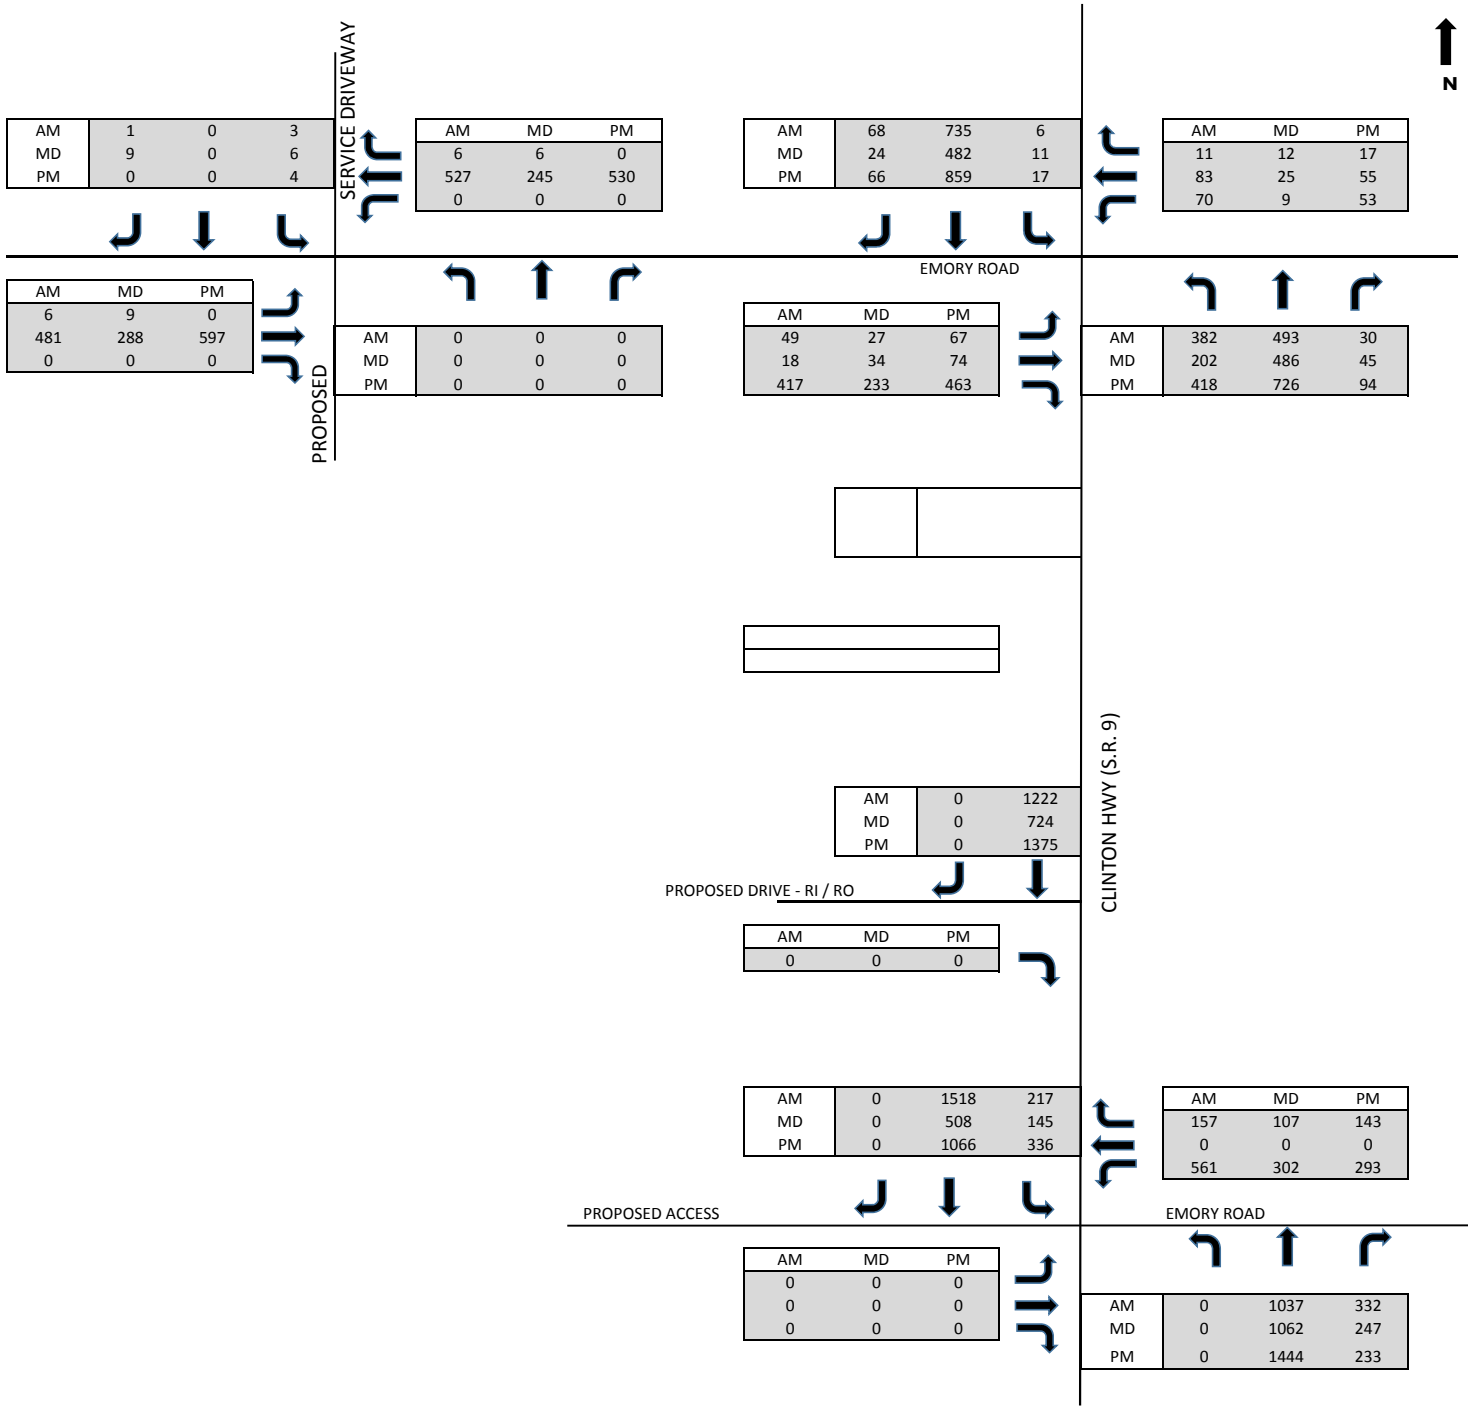 SERVICE DRIVEWAY
N
AM 1 0 3
MD 9 0 6
PM 0 0 4
AM MD PM
6 6 0
527 245 530
0 0 0
AM 68 735 6
MD 24 482 11
PM 66 859 17
AM MD PM
11 12 17
83 25 55
70 9 53
EMORY ROAD
AM MD PM
6 9 0
481 288 597
0 0 0
PROPOSED
AM 0 0 0
MD 0 0 0
PM 0 0 0
AM MD PM
49 27 67
18 34 74
417 233 463
AM 382 493 30
MD 202 486 45
PM 418 726 94
CLINTON HWY (S.R. 9)
AM 0 1222
MD 0 724
PM 0 1375
PROPOSED DRIVE - RI / RO
AM MD PM
0 0 0
AM 0 1518 217
MD 0 508 145
PM 0 1066 336
AM MD PM
157 107 143
0 0 0
561 302 293
PROPOSED ACCESS
EMORY ROAD
AM MD PM
0 0 0
0 0 0
0 0 0
AM 0 1037 332
MD 0 1062 247
PM 0 1444 233